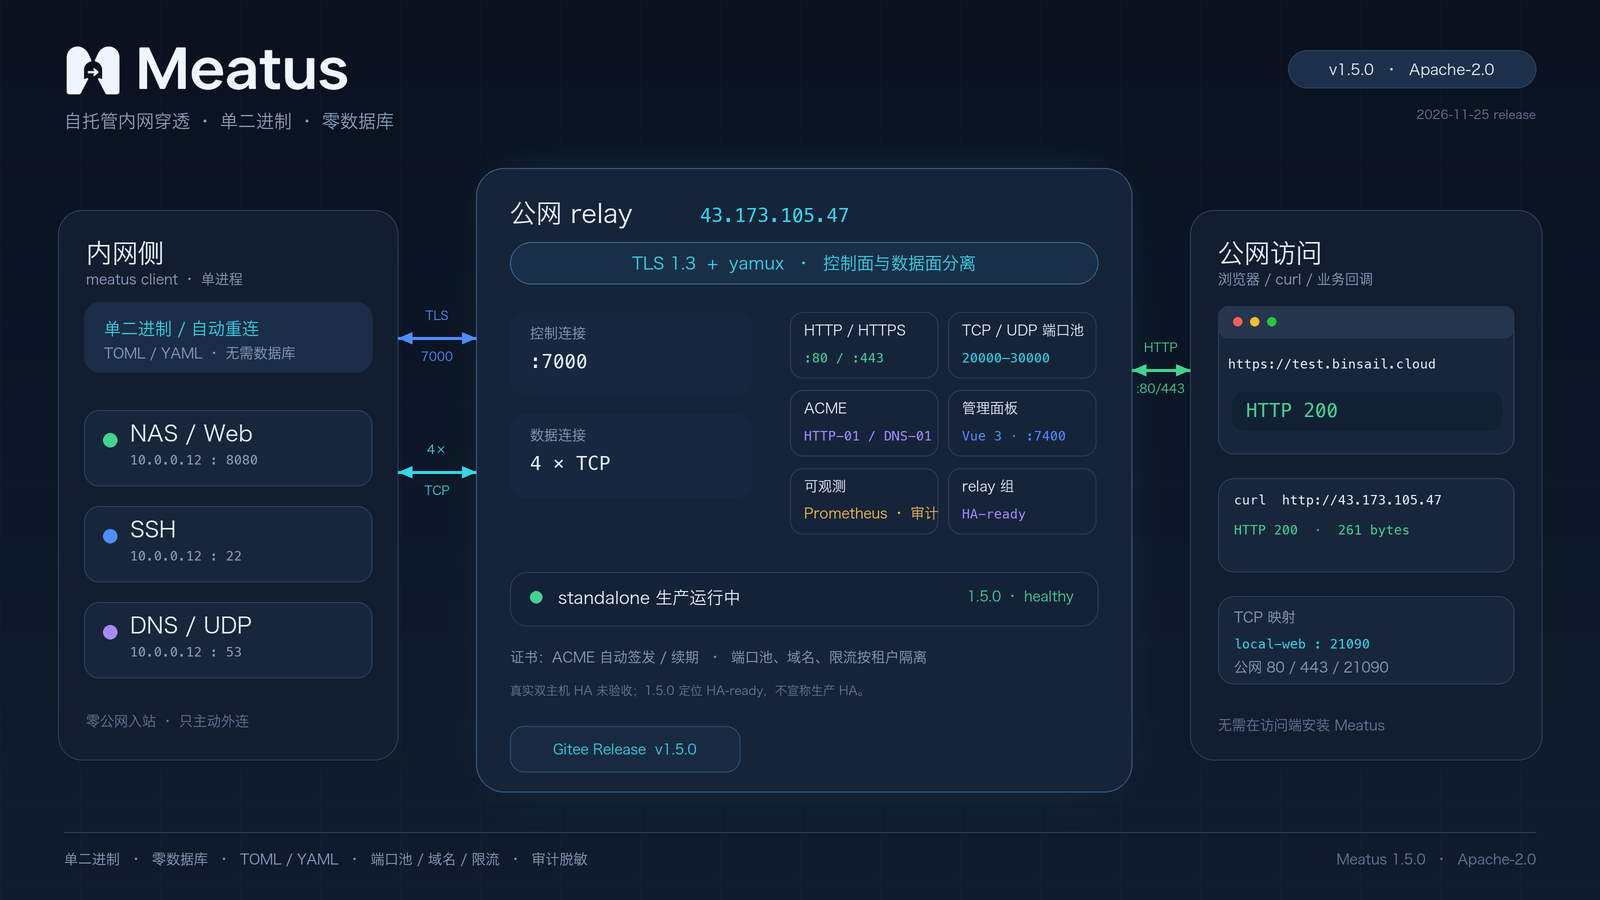 Meatus
自托管内网穿透 · 单二进制 · 零数据库
v1.5.0 · Apache-2.0
2026-11-25 release
内网侧
meatus client · 单进程
单二进制 / 自动重连
TOML / YAML · 无需数据库
NAS / Web
10.0.0.12 : 8080
SSH
10.0.0.12 : 22
DNS / UDP
10.0.0.12 : 53
零公网入站 · 只主动外连
TLS
7000
4×
TCP
公网 relay
43.173.105.47
TLS 1.3 + yamux · 控制面与数据面分离
控制连接
:7000
数据连接
4 × TCP
HTTP / HTTPS
:80 / :443
TCP / UDP 端口池
20000–30000
ACME
HTTP-01 / DNS-01
管理面板
Vue 3 · :7400
可观测
Prometheus · 审计
relay 组
HA-ready
standalone 生产运行中
1.5.0 · healthy
证书：ACME 自动签发 / 续期 · 端口池、域名、限流按租户隔离
真实双主机 HA 未验收；1.5.0 定位 HA-ready，不宣称生产 HA。
Gitee Release v1.5.0
HTTP
:80/443
公网访问
浏览器 / curl / 业务回调
https://test.binsail.cloud
HTTP 200
curl http://43.173.105.47
HTTP 200 · 261 bytes
TCP 映射
local-web : 21090
公网 80 / 443 / 21090
无需在访问端安装 Meatus
单二进制 · 零数据库 · TOML / YAML · 端口池 / 域名 / 限流 · 审计脱敏
Meatus 1.5.0 · Apache-2.0